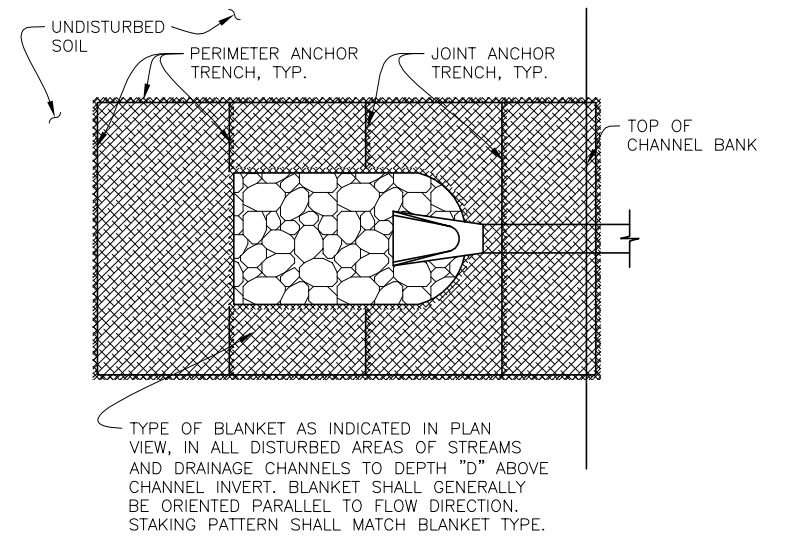 UNDISTURBED
SOIL
PERIMETER ANCHOR
TRENCH, TYP.
JOINT ANCHOR
TRENCH, TYP.
TOP OF
CHANNEL BANK
TYPE OF BLANKET AS INDICATED IN PLAN
VIEW, IN ALL DISTURBED AREAS OF STREAMS
AND DRAINAGE CHANNELS TO DEPTH "D" ABOVE
CHANNEL INVERT. BLANKET SHALL GENERALLY
BE ORIENTED PARALLEL TO FLOW DIRECTION.
STAKING PATTERN SHALL MATCH BLANKET TYPE.